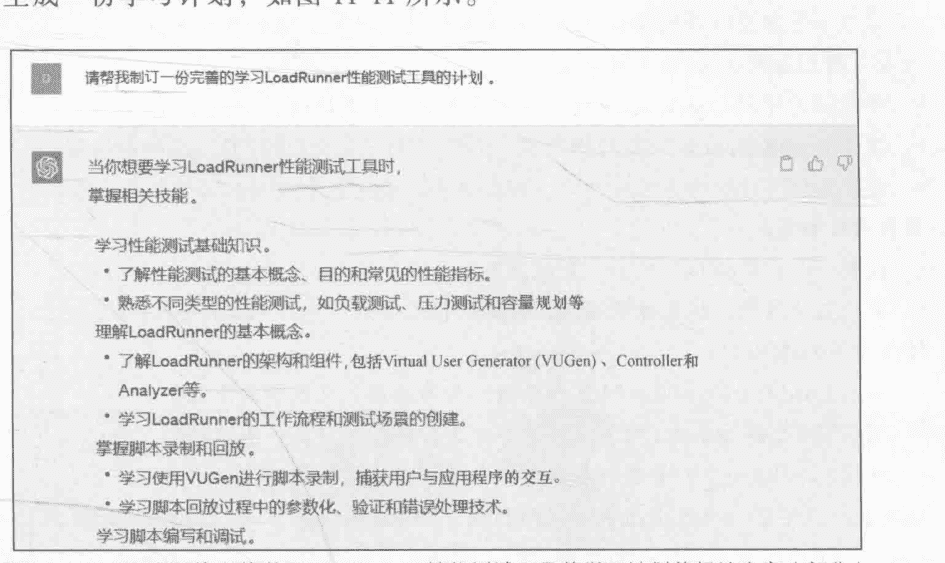 生成一份学习计划，如图 11-11 所示。
请帮我制订一份完善的学习LoadRunner性能测试工具的计划 。
当你想要学习LoadRunner性能测试工具时,
掌握相关技能。
学习性能测试基础知识。
• 了解性能测试的基本概念、目的和常见的性能指标。
• 熟悉不同类型的性能测试，如负载测试、压力测试和容量规划等
理解LoadRunner的基本概念。
• 了解LoadRunner的架构和组件,包括Virtual User Generator (VUGen) 、Controller和
Analyzer等。
• 学习LoadRunner的工作流程和测试场景的创建。
掌握脚本录制和回放。
• 学习使用VUGen进行脚本录制，捕获用户与应用程序的交互。
• 学习脚本回放过程中的参数化、验证和错误处理技术。
学习脚本编写和调试。